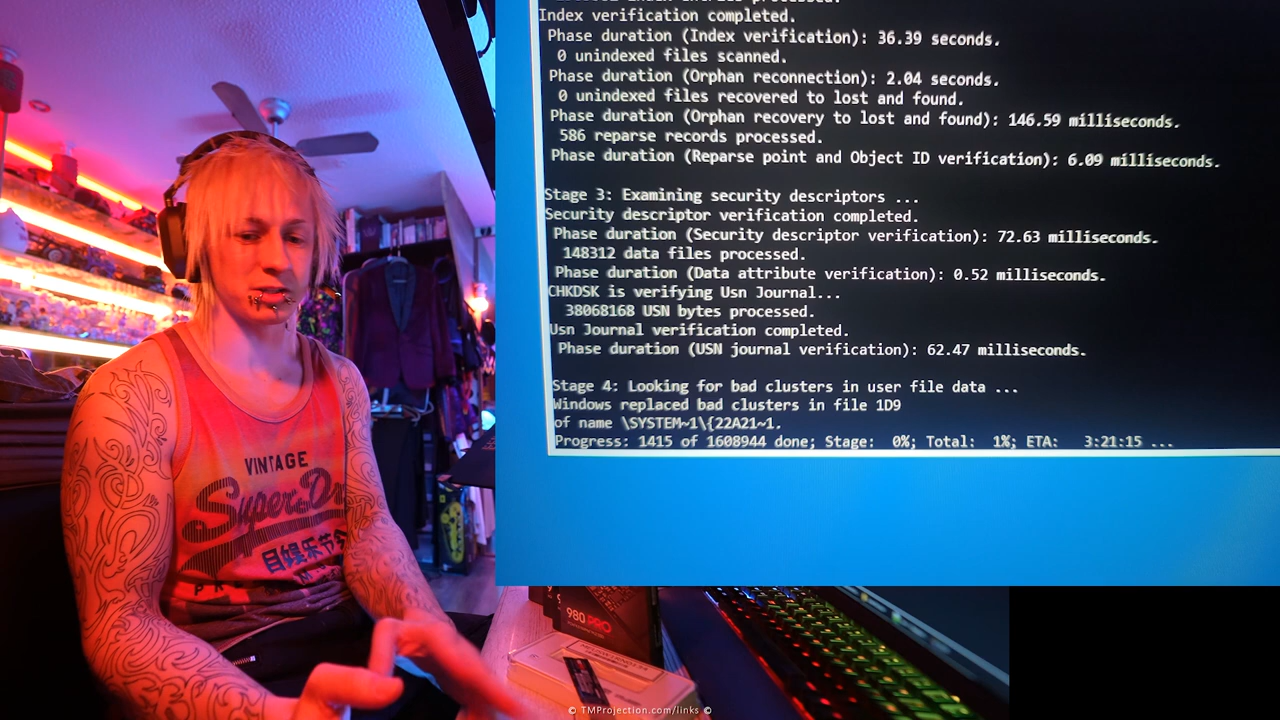 Index verification completed.
Phase duration (Index verification): 36.39 seconds.
0 unindexed files scanned.
Phase duration (Orphan reconnection): 2.04 seconds.
0 unindexed files recovered to lost and found.
Phase duration (Orphan recovery to lost and found): 146.59 milliseconds.
586 reparse records processed.
Phase duration (Reparse point and Object ID verification): 6.09 milliseconds.
Stage 3: Examining security descriptors ...
Security descriptor verification completed.
Phase duration (Security descriptor verification): 72.63 milliseconds.
148312 data files processed.
Phase duration (Data attribute verification): 0.52 milliseconds.
CHKDSK is verifying Usn Journal...
38068168 USN bytes processed.
Usn Journal verification completed.
Phase duration (USN journal verification): 62.47 milliseconds.
Stage 4: Looking for bad clusters in user file data ...
Windows replaced bad clusters in file 1D9
of name \SYSTEM~1\{22A21~1.
Progress: 1415 of 1608944 done; Stage:  0%; Total:  1%; ETA:   3:21:15 ...
VINTAGE
980 PRO
© TMProjection.com/links ©